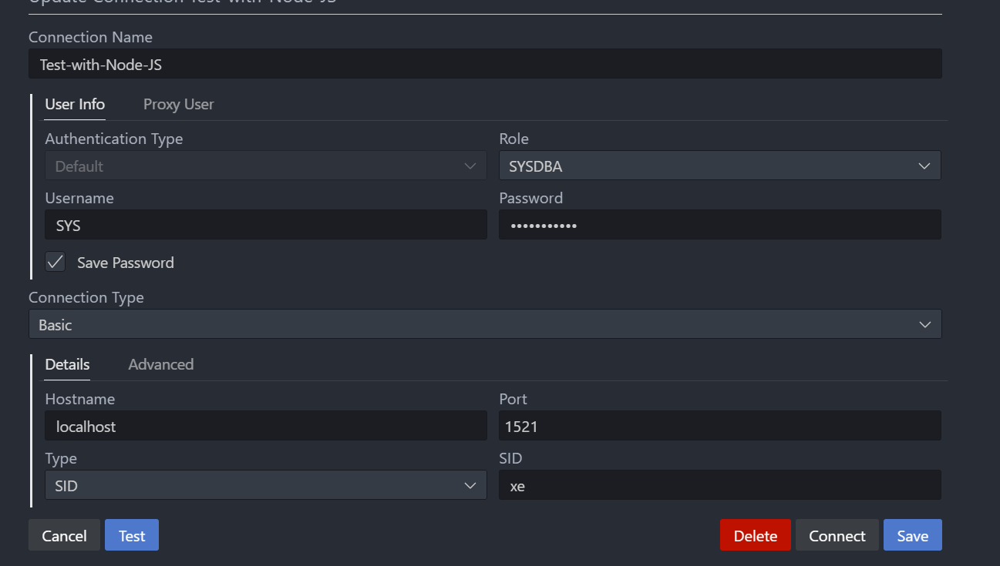 Update Connection Test-with-Node-JS
Connection Name
Test-with-Node-JS
User Info Proxy User
Authentication Type Role
Default SYSDBA
Username Password
SYS •••••••••••
Save Password
Connection Type
Basic
Details Advanced
Hostname Port
localhost 1521
Type SID
SID xe
Cancel Test Delete Connect Save